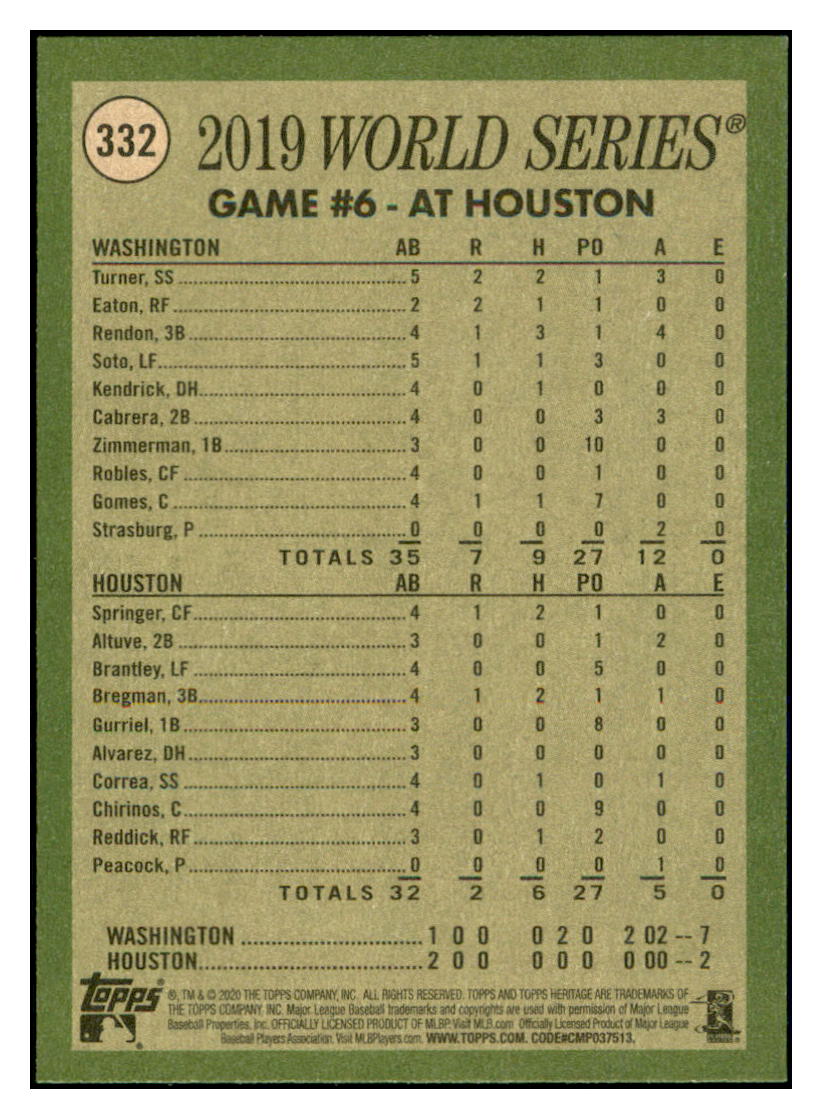 332
2019 WORLD SERIES®
GAME #6 - AT HOUSTON
WASHINGTON AB R H PO A E
Turner, SS 5 2 2 1 3 0
Eaton, RF 2 2 1 1 0 0
Rendon, 3B 4 1 3 1 4 0
Soto, LF 5 1 1 3 0 0
Kendrick, DH 4 0 1 0 0 0
Cabrera, 2B 4 0 0 3 3 0
Zimmerman, 1B 3 0 0 10 0 0
Robles, CF 4 0 0 1 0 0
Gomes, C 4 1 1 7 0 0
Strasburg, P 0 0 0 0 2 0
TOTALS 35 7 9 27 12 0
HOUSTON AB R H PO A E
Springer, CF 4 1 2 1 0 0
Altuve, 2B 3 0 0 1 2 0
Brantley, LF 4 0 0 5 0 0
Bregman, 3B 4 1 2 1 1 0
Gurriel, 1B 3 0 0 8 0 0
Alvarez, DH 3 0 0 0 0 0
Correa, SS 4 0 1 0 1 0
Chirinos, C 4 0 0 9 0 0
Reddick, RF 3 0 1 2 0 0
Peacock, P 0 0 0 0 1 0
TOTALS 32 2 6 27 5 0
WASHINGTON 1 0 0 0 2 0 2 02 -- 7
HOUSTON 2 0 0 0 0 0 0 00 -- 2
Topps
®, TM & © 2020 THE TOPPS COMPANY, INC. ALL RIGHTS RESERVED. TOPPS AND TOPPS HERITAGE ARE TRADEMARKS OF
THE TOPPS COMPANY, INC. Major League Baseball trademarks and copyrights are used with permission of Major League
Baseball Properties, Inc. OFFICIALLY LICENSED PRODUCT OF MLBP. Visit MLB.com Officially Licensed Product of Major League
Baseball Players Association. Visit MLBPlayers.com. WWW.TOPPS.COM. CODE#CMP037513.